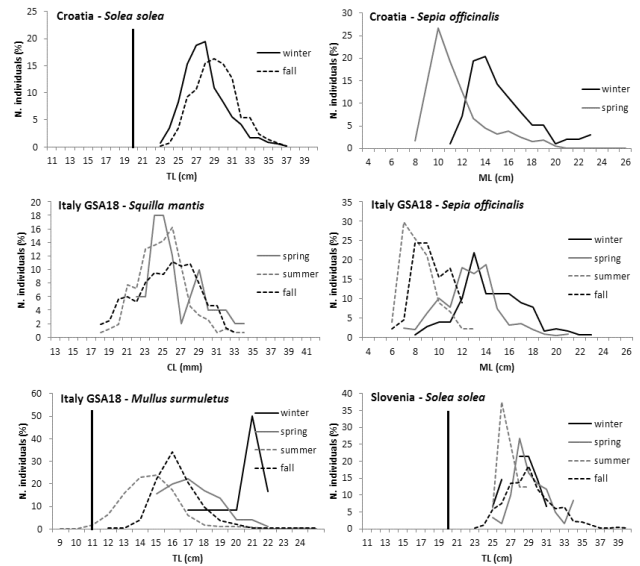 Croatia - Solea solea
N. individuals (%)
25
20
15
10
5
0
winter
fall
11 13 15 17 19 21 23 25 27 29 31 33 35 37 39
TL (cm)
Croatia - Sepia officinalis
N. individuals (%)
30
25
20
15
10
5
0
winter
spring
4 6 8 10 12 14 16 18 20 22 24 26
ML (cm)
Italy GSA18 - Squilla mantis
N. individuals (%)
20
18
16
14
12
10
8
6
4
2
0
spring
summer
fall
13 15 17 19 21 23 25 27 29 31 33 35 37 39 41
CL (mm)
Italy GSA18 - Sepia officinalis
N. individuals (%)
35
30
25
20
15
10
5
0
winter
spring
summer
fall
4 6 8 10 12 14 16 18 20 22 24 26
ML (cm)
Italy GSA18 - Mullus surmuletus
N. individuals (%)
60
50
40
30
20
10
0
winter
spring
summer
fall
9 10 11 12 13 14 15 16 17 18 19 20 21 22 24
TL (cm)
Slovenia - Solea solea
N. individuals (%)
40
35
30
25
20
15
10
5
0
winter
spring
summer
fall
11 13 15 17 19 21 23 25 27 29 31 33 35 37 39
TL (cm)